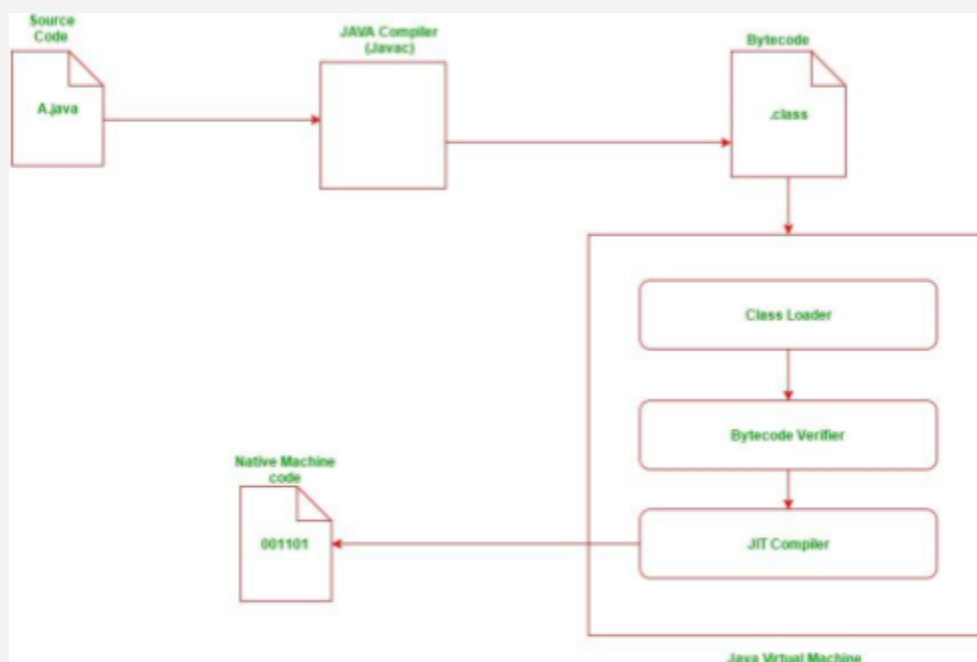 Source
Code
A.java
JAVA Compiler
(Javac)
Bytecode
.class
Class Loader
Bytecode Verifier
JIT Compiler
Native Machine
code
001101
Java Virtual Machine